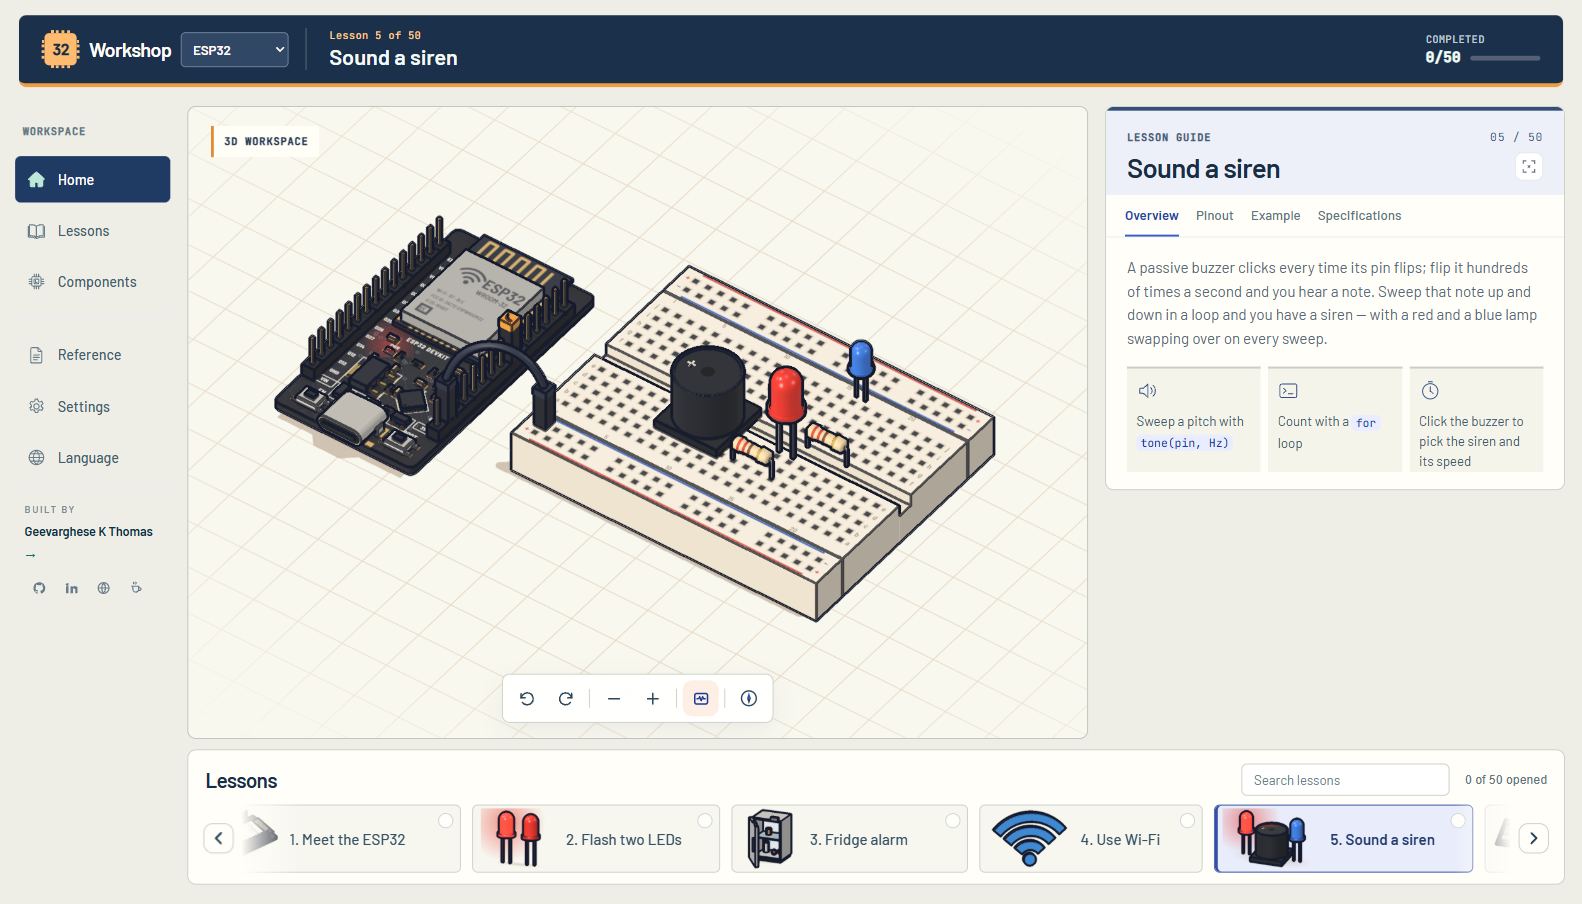 32
Workshop
ESP32
Lesson 5 of 50
Sound a siren
COMPLETED
0/50
WORKSPACE
Home
Lessons
Components
Reference
Settings
Language
BUILT BY
Geevarghese K Thomas
→
3D WORKSPACE
ESP32
WROOM-32
ESP32 DEVKIT
LESSON GUIDE
05 / 50
Sound a siren
Overview
Pinout
Example
Specifications
A passive buzzer clicks every time its pin flips; flip it hundreds
of times a second and you hear a note. Sweep that note up and
down in a loop and you have a siren — with a red and a blue lamp
swapping over on every sweep.
Sweep a pitch with
tone(pin, Hz)
Count with a for
loop
Click the buzzer to
pick the siren and
its speed
Lessons
Search lessons
0 of 50 opened
1. Meet the ESP32
2. Flash two LEDs
3. Fridge alarm
4. Use Wi-Fi
5. Sound a siren